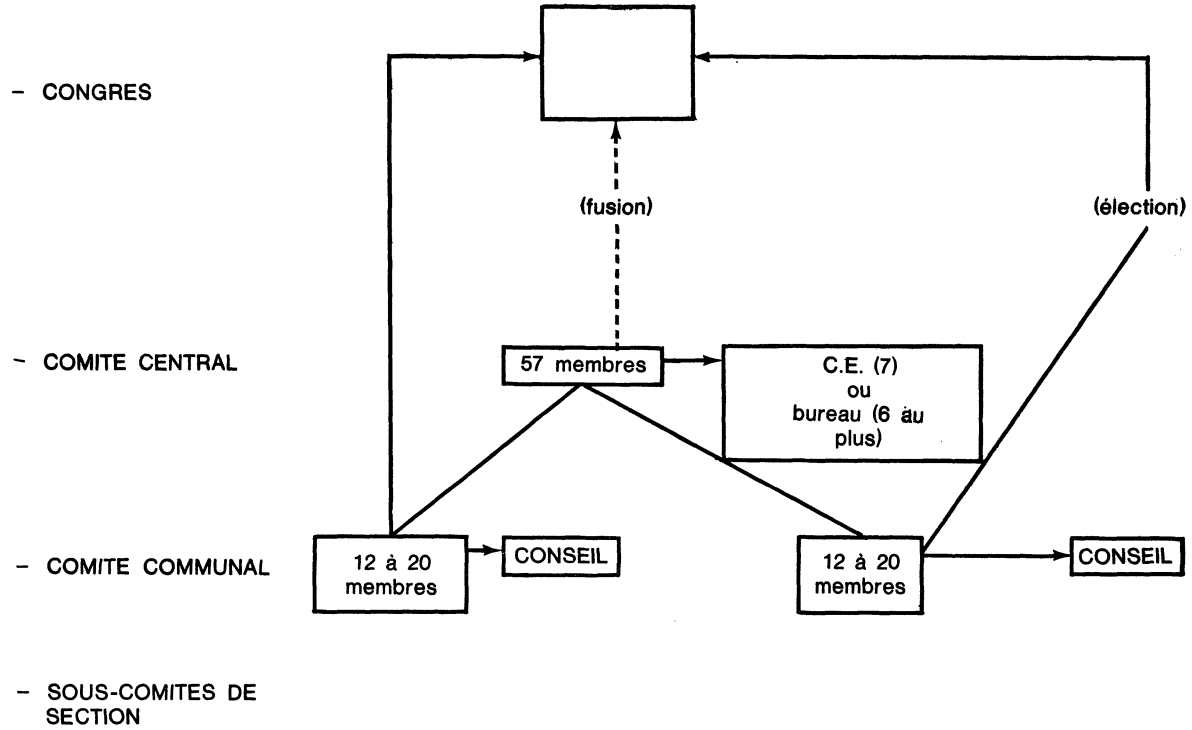 - CONGRES
(fusion)
(élection)
- COMITE CENTRAL
57 membres
C.E. (7)
ou
bureau (6 au
plus)
- COMITE COMMUNAL
12 à 20
membres
CONSEIL
12 à 20
membres
CONSEIL
- SOUS-COMITES DE
SECTION